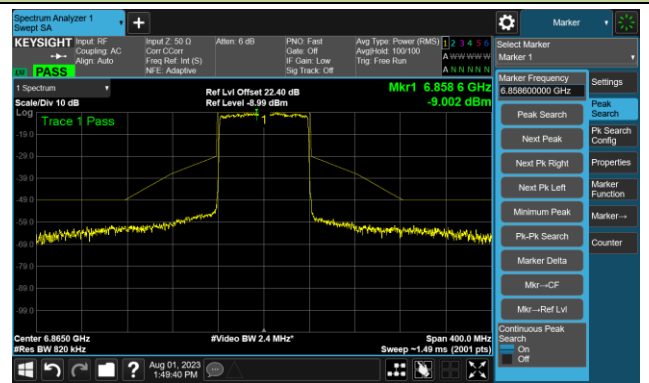 Spectrum Analyzer 1
Swept SA
Marker
KEYSIGHT
Input: RF
Coupling: AC
Align: Auto
Input Z: 50 Ω
Corr CCorr
Freq Ref: Int (S)
NFE: Adaptive
Atten: 6 dB
PNO: Fast
Gate: Off
IF Gain: Low
Sig Track: Off
Avg Type: Power (RMS)
Avg|Hold: 100/100
Trig: Free Run
1 2 3 4 5 6
A W W W W W
A N N N N N
LW PASS
Select Marker
Marker 1
1 Spectrum
Scale/Div 10 dB
Log
Ref Lvl Offset 22.40 dB
Ref Level -8.99 dBm
Mkr1 6.858 6 GHz
-9.002 dBm
Trace 1 Pass
1
-19.0
-29.0
-39.0
-49.0
-59.0
-69.0
-79.0
-89.0
-99.0
Center 6.8650 GHz
#Res BW 820 kHz
#Video BW 2.4 MHz*
Span 400.0 MHz
Sweep ~1.49 ms (2001 pts)
Marker Frequency
6.858600000 GHz
Peak Search
Next Peak
Next Pk Right
Next Pk Left
Minimum Peak
Pk-Pk Search
Marker Delta
Mkr→CF
Mkr→Ref Lvl
Continuous Peak
Search
On
Off
Settings
Peak
Search
Pk Search
Config
Properties
Marker
Function
Marker→
Counter
?
Aug 01, 2023
1:49:40 PM